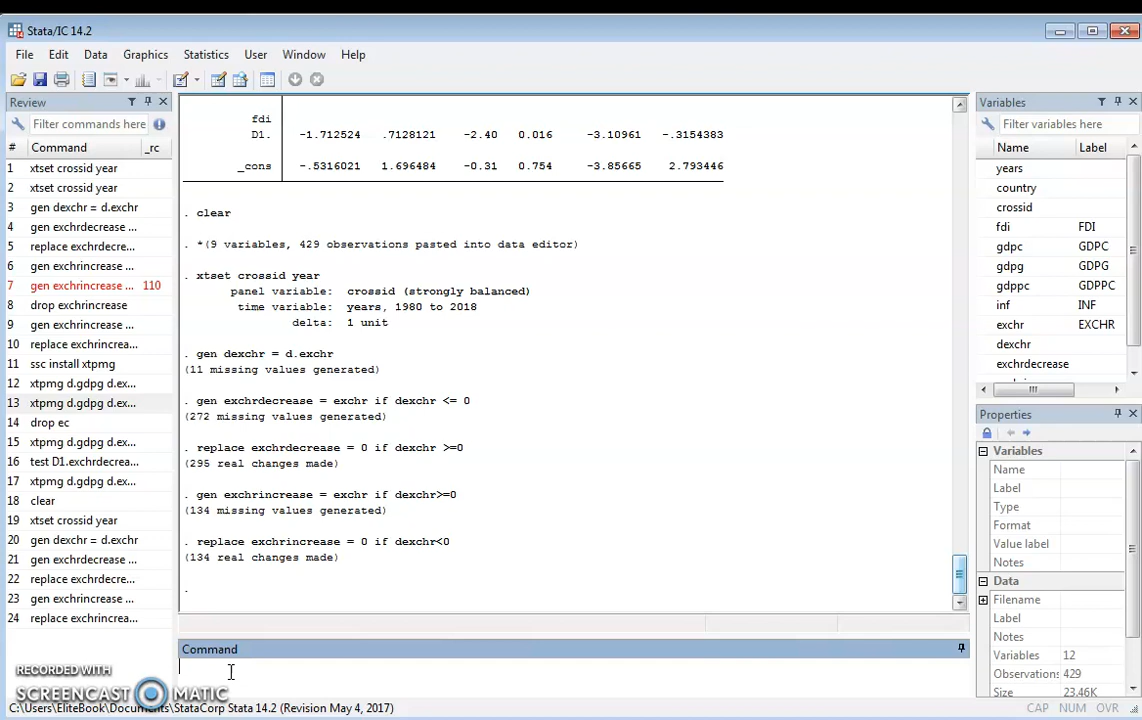 Stata/IC 14.2
File Edit Data Graphics Statistics User Window Help
Review
Filter commands here
# Command _rc
1 xtset crossid year
2 xtset crossid year
3 gen dexchr = d.exchr
4 gen exchrdecrease ...
5 replace exchrdecre...
6 gen exchrincrease ...
7 gen exchrincrease ... 110
8 drop exchrincrease
9 gen exchrincrease ...
10 replace exchrincrea...
11 ssc install xtpmg
12 xtpmg d.gdpg d.ex...
13 xtpmg d.gdpg d.ex...
14 drop ec
15 xtpmg d.gdpg d.ex...
16 test D1.exchrdecrea...
17 xtpmg d.gdpg d.ex...
18 clear
19 xtset crossid year
20 gen dexchr = d.exchr
21 gen exchrdecrease ...
22 replace exchrdecre...
23 gen exchrincrease ...
24 replace exchrincrea...
fdi
D1. -1.712524 .7128121 -2.40 0.016 -3.10961 -.3154383
_cons -.5316021 1.696484 -0.31 0.754 -3.85665 2.793446
. clear
. *(9 variables, 429 observations pasted into data editor)
. xtset crossid year
panel variable: crossid (strongly balanced)
time variable: years, 1980 to 2018
delta: 1 unit
. gen dexchr = d.exchr
(11 missing values generated)
. gen exchrdecrease = exchr if dexchr <= 0
(272 missing values generated)
. replace exchrdecrease = 0 if dexchr >=0
(295 real changes made)
. gen exchrincrease = exchr if dexchr>=0
(134 missing values generated)
. replace exchrincrease = 0 if dexchr<0
(134 real changes made)
.
Command
Variables
Filter variables here
Name Label
years
country
crossid
fdi FDI
gdpc GDPC
gdpg GDPG
gdppc GDPPC
inf INF
exchr EXCHR
dexchr
exchrdecrease
Properties
Variables
Name
Label
Type
Format
Value label
Notes
Data
Filename
Label
Notes
Variables 12
Observations 429
Size 23.46K
RECORDED WITH
SCREENCAST MATIC
C:\Users\EliteBook\Documents\StataCorp Stata 14.2 (Revision May 4, 2017)
CAP NUM OVR